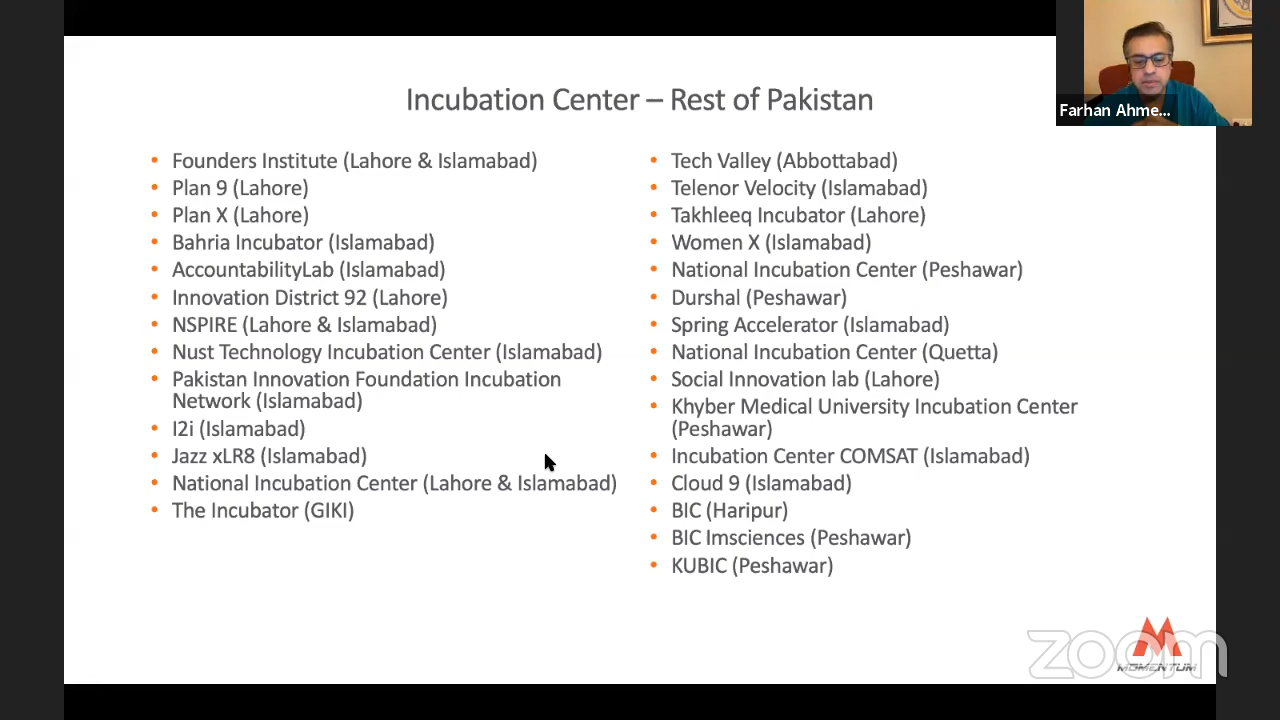 Incubation Center – Rest of Pakistan
• Founders Institute (Lahore & Islamabad)
• Plan 9 (Lahore)
• Plan X (Lahore)
• Bahria Incubator (Islamabad)
• AccountabilityLab (Islamabad)
• Innovation District 92 (Lahore)
• NSPIRE (Lahore & Islamabad)
• Nust Technology Incubation Center (Islamabad)
• Pakistan Innovation Foundation Incubation
Network (Islamabad)
• I2i (Islamabad)
• Jazz xLR8 (Islamabad)
• National Incubation Center (Lahore & Islamabad)
• The Incubator (GIKI)
• Tech Valley (Abbottabad)
• Telenor Velocity (Islamabad)
• Takhleeq Incubator (Lahore)
• Women X (Islamabad)
• National Incubation Center (Peshawar)
• Durshal (Peshawar)
• Spring Accelerator (Islamabad)
• National Incubation Center (Quetta)
• Social Innovation lab (Lahore)
• Khyber Medical University Incubation Center
(Peshawar)
• Incubation Center COMSAT (Islamabad)
• Cloud 9 (Islamabad)
• BIC (Haripur)
• BIC Imsciences (Peshawar)
• KUBIC (Peshawar)
Farhan Ahme...
zoom
MOMENTUM